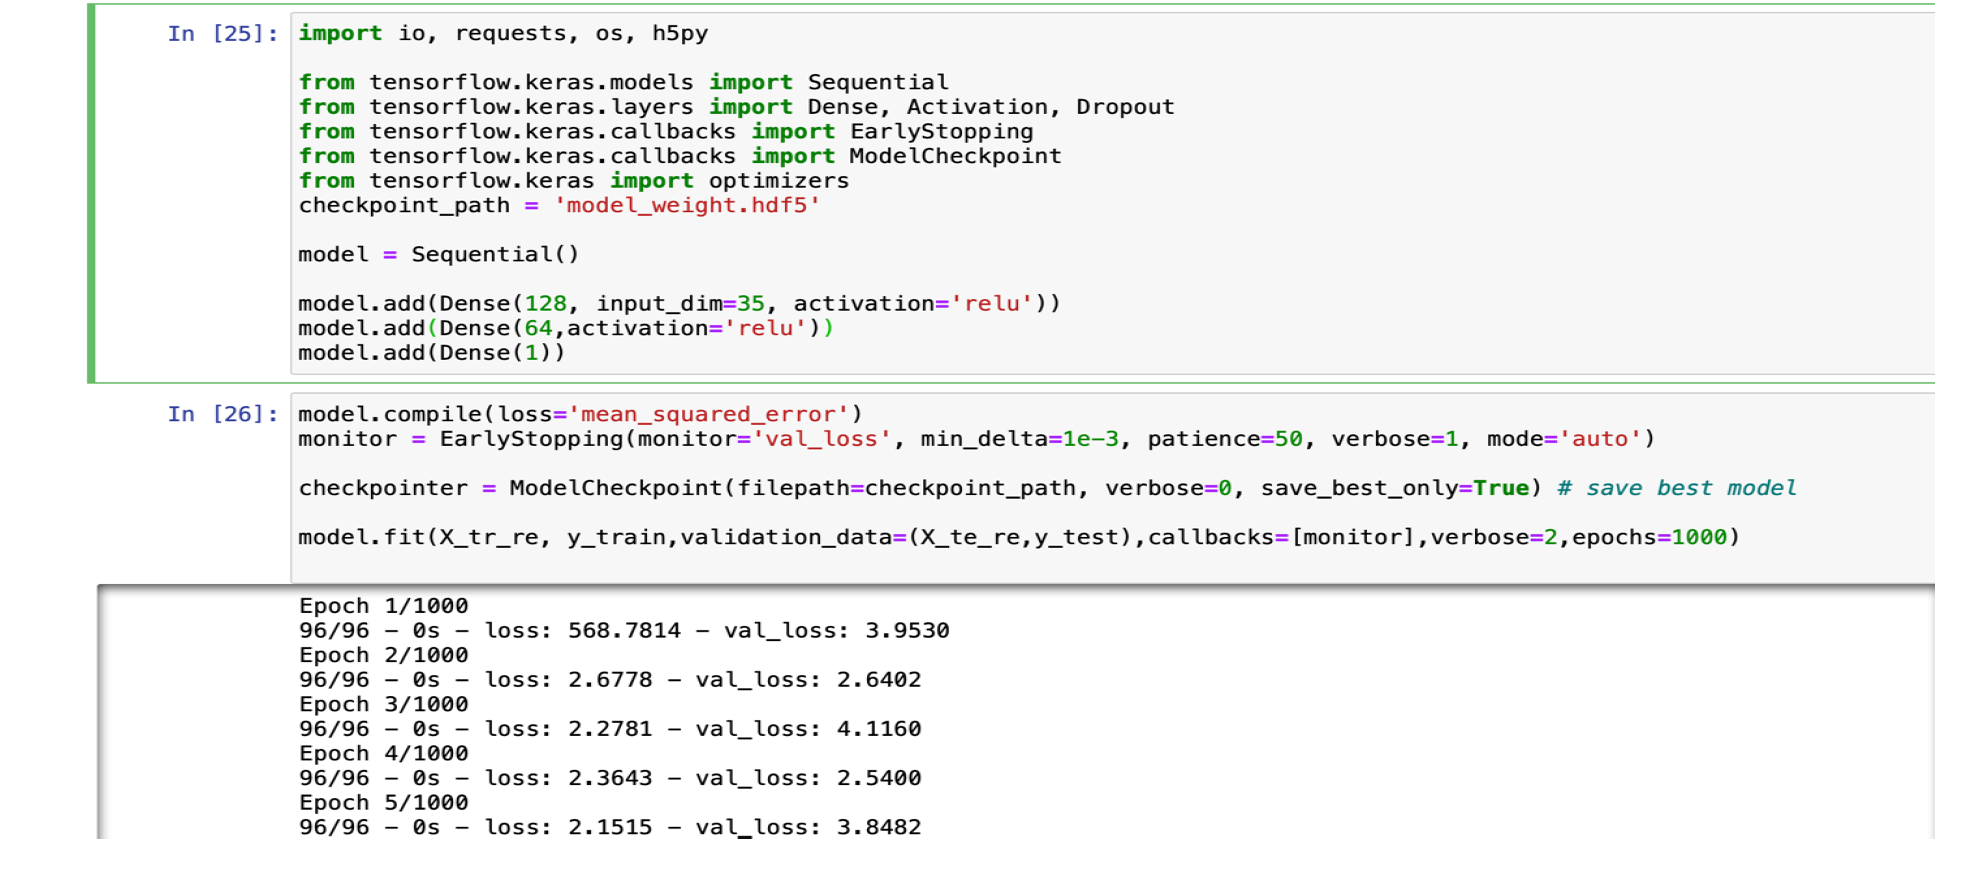 In [25]: import io, requests, os, h5py
from tensorflow.keras.models import Sequential
from tensorflow.keras.layers import Dense, Activation, Dropout
from tensorflow.keras.callbacks import EarlyStopping
from tensorflow.keras.callbacks import ModelCheckpoint
from tensorflow.keras import optimizers
checkpoint_path = 'model_weight.hdf5'
model = Sequential()
model.add(Dense(128, input_dim=35, activation='relu'))
model.add(Dense(64,activation='relu'))
model.add(Dense(1))
In [26]: model.compile(loss='mean_squared_error')
monitor = EarlyStopping(monitor='val_loss', min_delta=1e-3, patience=50, verbose=1, mode='auto')
checkpointer = ModelCheckpoint(filepath=checkpoint_path, verbose=0, save_best_only=True) # save best model
model.fit(X_tr_re, y_train,validation_data=(X_te_re,y_test),callbacks=[monitor],verbose=2,epochs=1000)
Epoch 1/1000
96/96 - 0s - loss: 568.7814 - val_loss: 3.9530
Epoch 2/1000
96/96 - 0s - loss: 2.6778 - val_loss: 2.6402
Epoch 3/1000
96/96 - 0s - loss: 2.2781 - val_loss: 4.1160
Epoch 4/1000
96/96 - 0s - loss: 2.3643 - val_loss: 2.5400
Epoch 5/1000
96/96 - 0s - loss: 2.1515 - val_loss: 3.8482